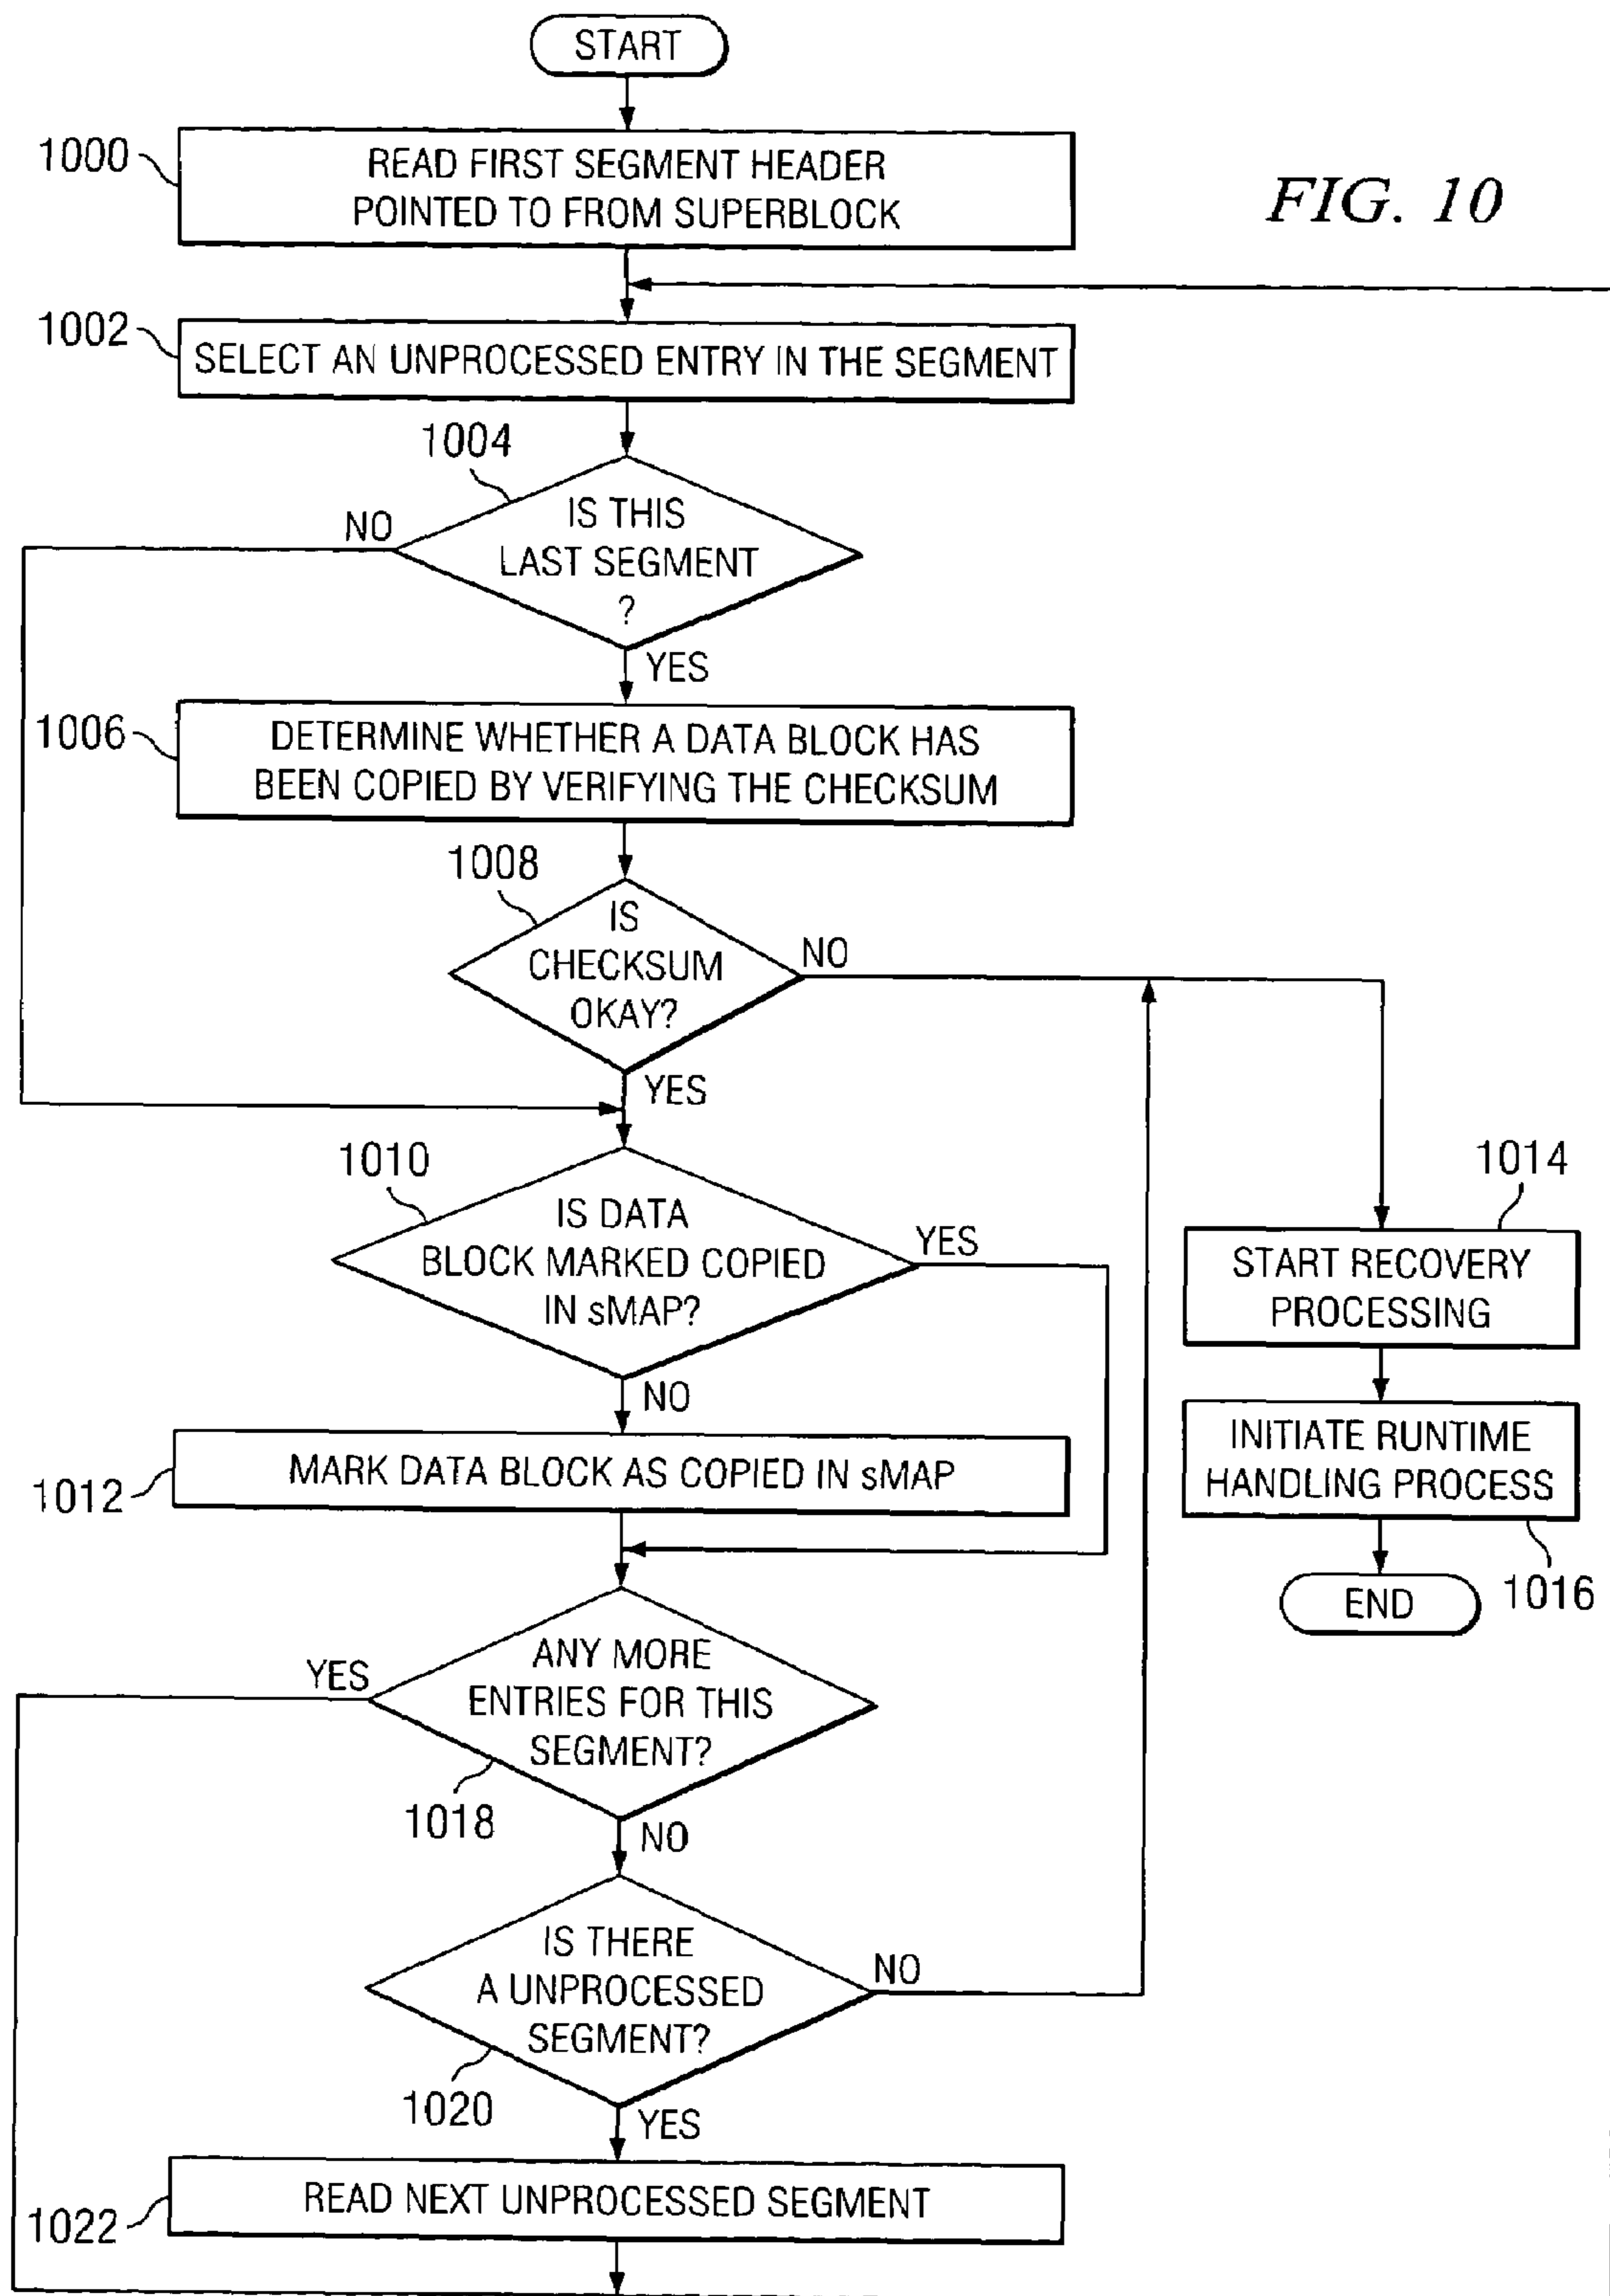 START
1000
READ FIRST SEGMENT HEADER
POINTED TO FROM SUPERBLOCK
FIG. 10
1002
SELECT AN UNPROCESSED ENTRY IN THE SEGMENT
1004
NO
IS THIS
LAST SEGMENT
?
YES
1006
DETERMINE WHETHER A DATA BLOCK HAS
BEEN COPIED BY VERIFYING THE CHECKSUM
1008
IS
CHECKSUM
OKAY?
NO
YES
1010
IS DATA
BLOCK MARKED COPIED
IN sMAP?
YES
NO
1014
START RECOVERY
PROCESSING
1012
MARK DATA BLOCK AS COPIED IN sMAP
INITIATE RUNTIME
HANDLING PROCESS
1016
END
YES
ANY MORE
ENTRIES FOR THIS
SEGMENT?
1018
NO
IS THERE
A UNPROCESSED
SEGMENT?
NO
1020
YES
1022
READ NEXT UNPROCESSED SEGMENT